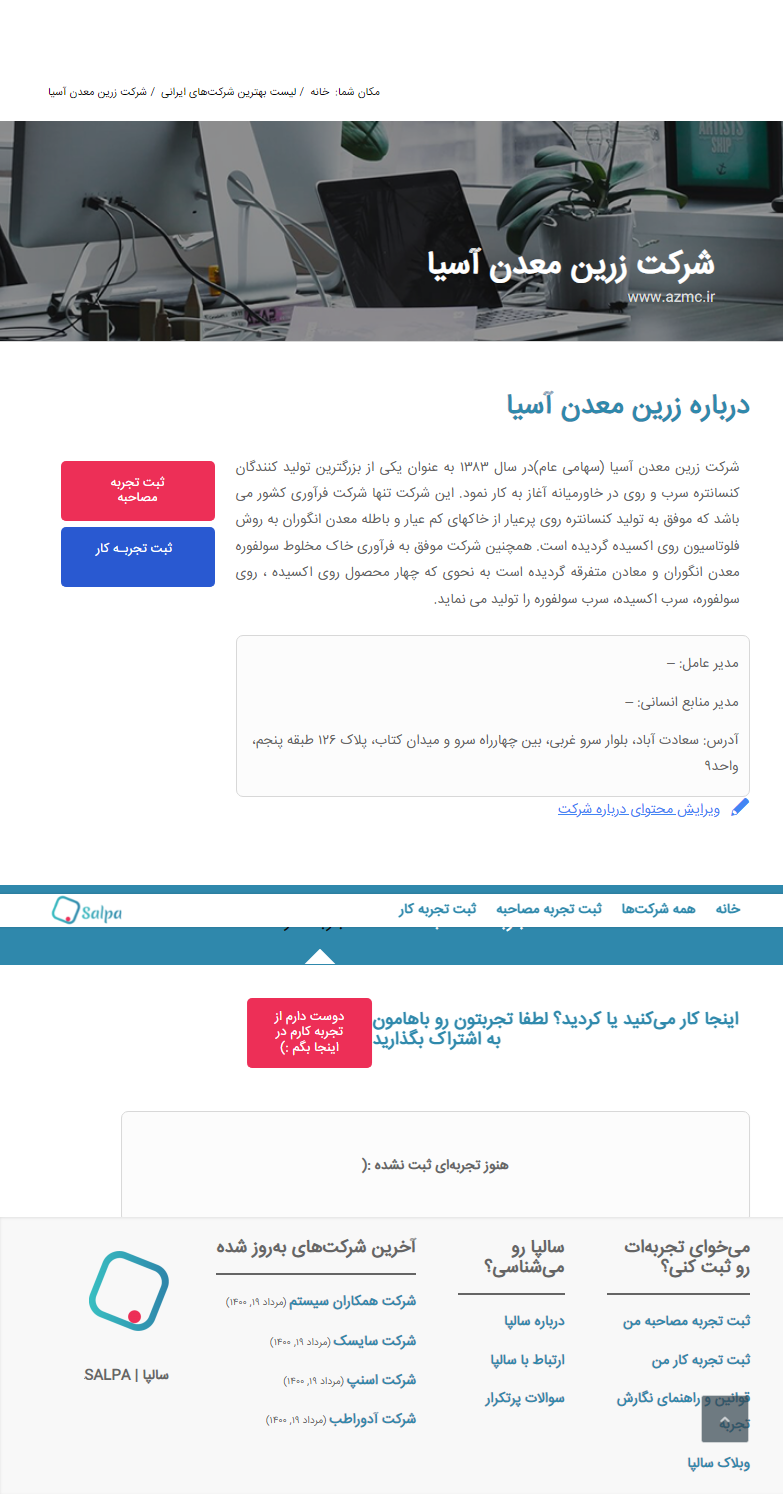 مکان شما: خانه / لیست بهترین شرکت‌های ایرانی / شرکت زرین معدن آسیا
ARTISTS
SHIP
شرکت زرین معدن آسیا
www.azmc.ir
درباره زرین معدن آسیا
شرکت زرین معدن آسیا (سهامی عام)در سال ۱۳۸۳ به عنوان یکی از بزرگترین تولید کنندگان
کنسانتره سرب و روی در خاورمیانه آغاز به کار نمود. این شرکت تنها شرکت فرآوری کشور می
باشد که موفق به تولید کنسانتره روی پرعیار از خاکهای کم عیار و باطله معدن انگوران به روش
فلوتاسیون روی اکسیده گردیده است. همچنین شرکت موفق به فرآوری خاک مخلوط سولفوره
معدن انگوران و معادن متفرقه گردیده است به نحوی که چهار محصول روی اکسیده ، روی
سولفوره، سرب اکسیده، سرب سولفوره را تولید می نماید.
ثبت تجربه
مصاحبه
ثبت تجربـه کار
مدیر عامل: –
مدیر منابع انسانی: –
آدرس: سعادت آباد، بلوار سرو غربی، بین چهارراه سرو و میدان کتاب، پلاک ۱۲۶ طبقه پنجم،
واحد۹
ویرایش محتوای درباره شرکت
خانه
همه شرکت‌ها
ثبت تجربه مصاحبه
ثبت تجربه کار
Salpa
اینجا کار می‌کنید یا کردید؟ لطفا تجربتون رو باهامون
به اشتراک بگذارید
دوست دارم از
تجربه کارم در
اینجا بگم :)
هنوز تجربه‌ای ثبت نشده :(
می‌خوای تجربه‌ات
رو ثبت کنی؟
ثبت تجربه مصاحبه من
ثبت تجربه کار من
قوانین و راهنمای نگارش
تجربه
وبلاک سالپا
سالپا رو
می‌شناسی؟
درباره سالپا
ارتباط با سالپا
سوالات پرتکرار
آخرین شرکت‌های به‌روز شده
شرکت همکاران سیستم (مرداد ۱۹, ۱۴۰۰)
شرکت سایسک (مرداد ۱۹, ۱۴۰۰)
شرکت اسنپ (مرداد ۱۹, ۱۴۰۰)
شرکت آدوراطب (مرداد ۱۹, ۱۴۰۰)
سالپا | SALPA